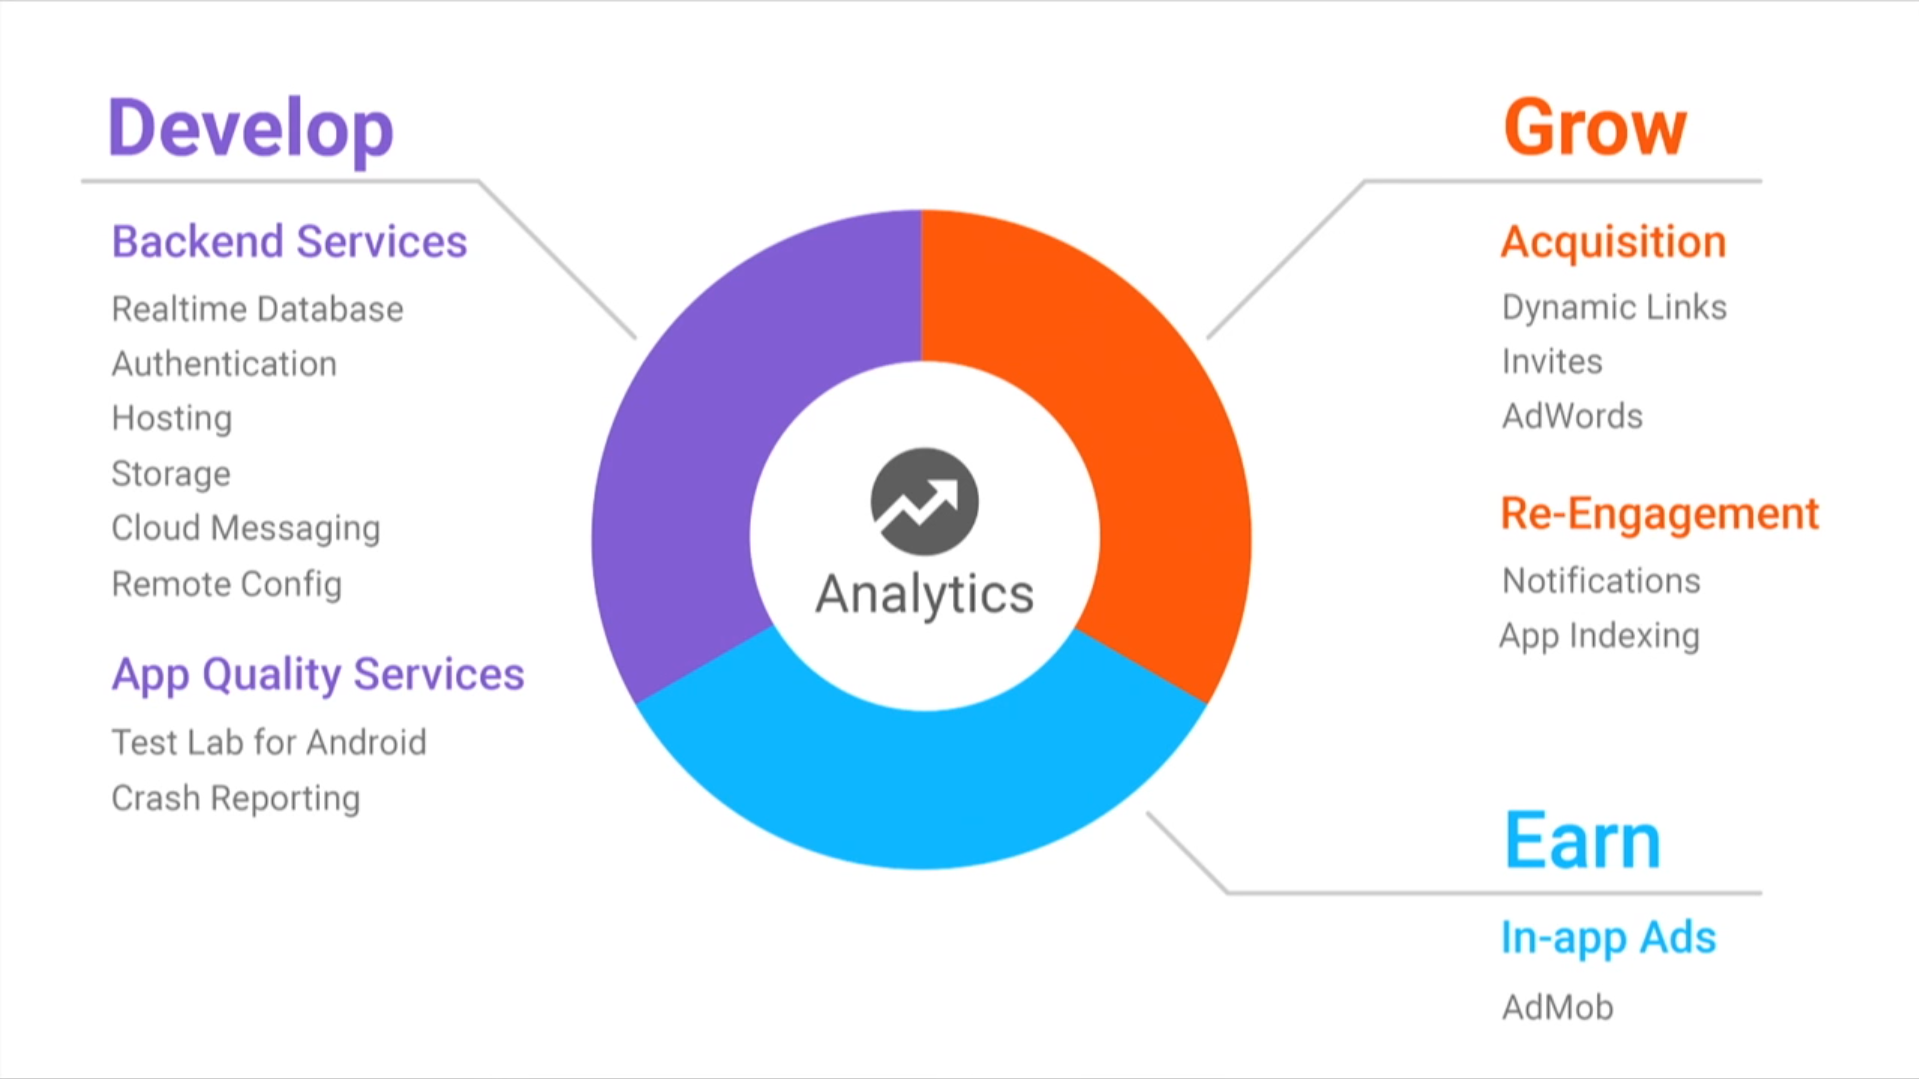 Develop
Backend Services
Realtime Database
Authentication
Hosting
Storage
Cloud Messaging
Remote Config
App Quality Services
Test Lab for Android
Crash Reporting
Analytics
Grow
Acquisition
Dynamic Links
Invites
AdWords
Re-Engagement
Notifications
App Indexing
Earn
In-app Ads
AdMob